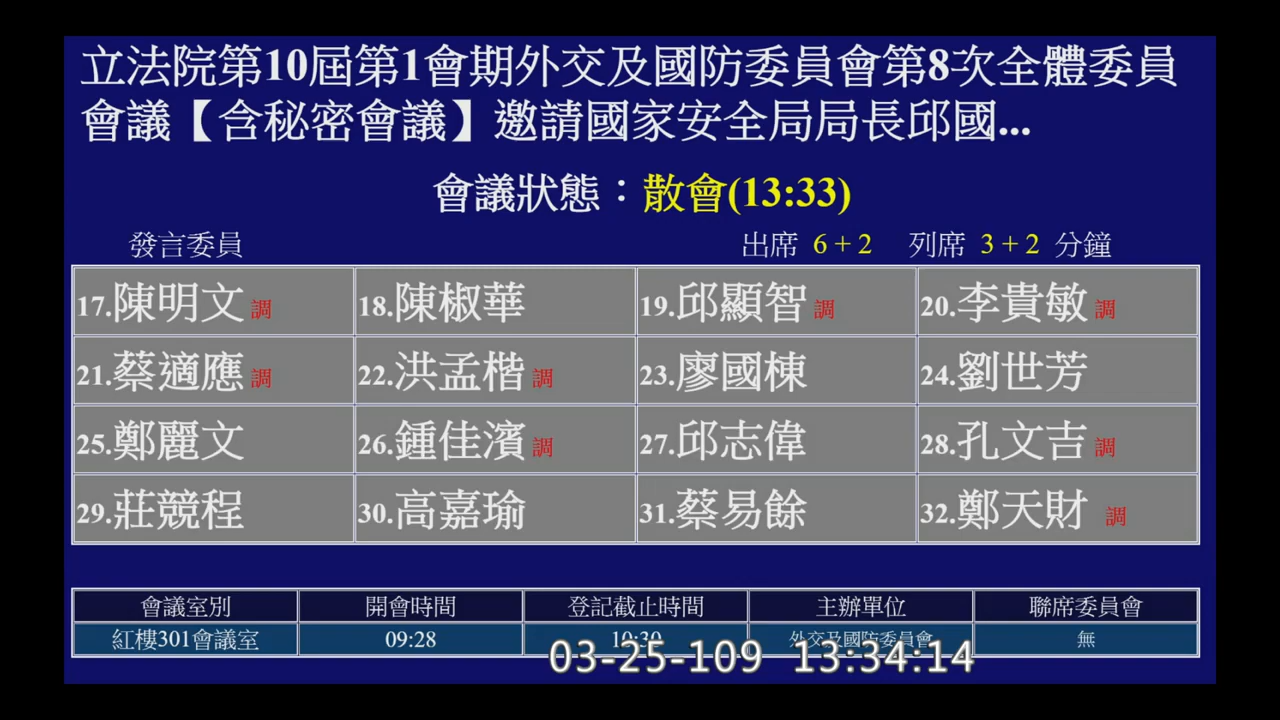 立法院第10屆第1會期外交及國防委員會第8次全體委員
會議【含秘密會議】邀請國家安全局局長邱國...
會議狀態：散會(13:33)
發言委員 出席 6+2 列席 3+2 分鐘
17.陳明文 調 18.陳椒華 19.邱顯智 調 20.李貴敏 調
21.蔡適應 調 22.洪孟楷 調 23.廖國棟 24.劉世芳
25.鄭麗文 26.鍾佳濱 調 27.邱志偉 28.孔文吉 調
29.莊競程 30.高嘉瑜 31.蔡易餘 32.鄭天財 調
會議室別 開會時間 登記截止時間 主辦單位 聯席委員會
紅樓301會議室 09:28 10:30 外交及國防委員會 無
03-25-109 13:34:14